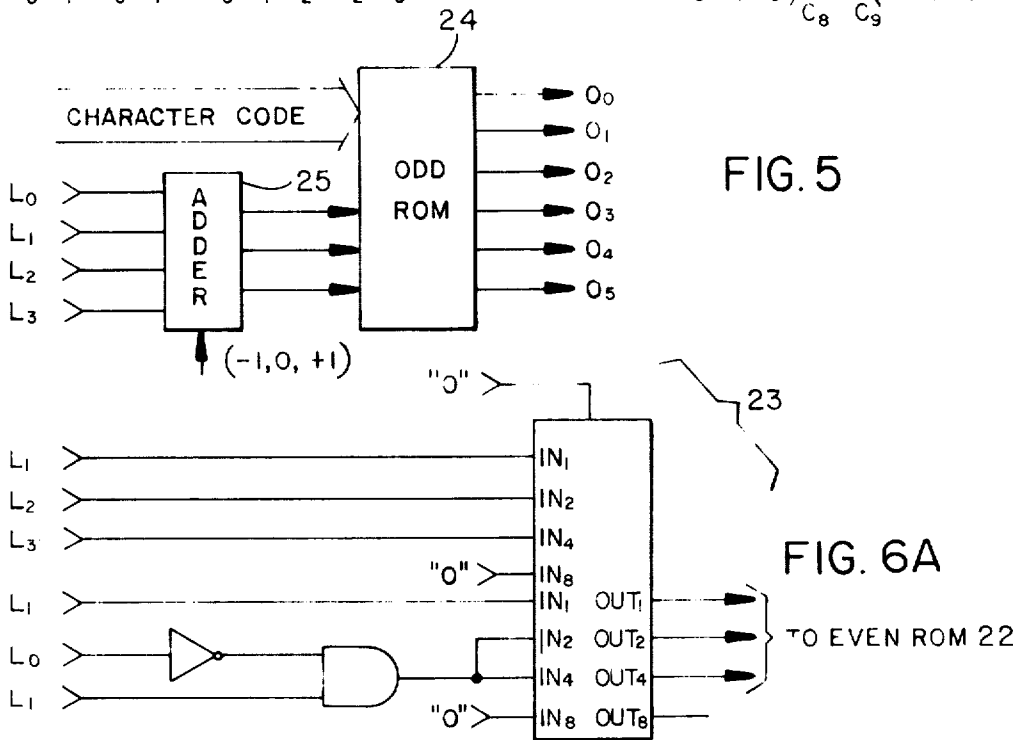 C8 C9
24
CHARACTER CODE
ODD ROM
O0
O1
O2
O3
O4
O5
FIG. 5
L0
L1
L2
L3
25
ADDER
(-1, 0, +1)
"0"
23
L1
L2
L3
"0"
L1
L0
L1
"0"
IN1
IN2
IN4
IN8
IN1
IN2
IN4
IN8
OUT1
OUT2
OUT4
OUT8
FIG. 6A
TO EVEN ROM 22